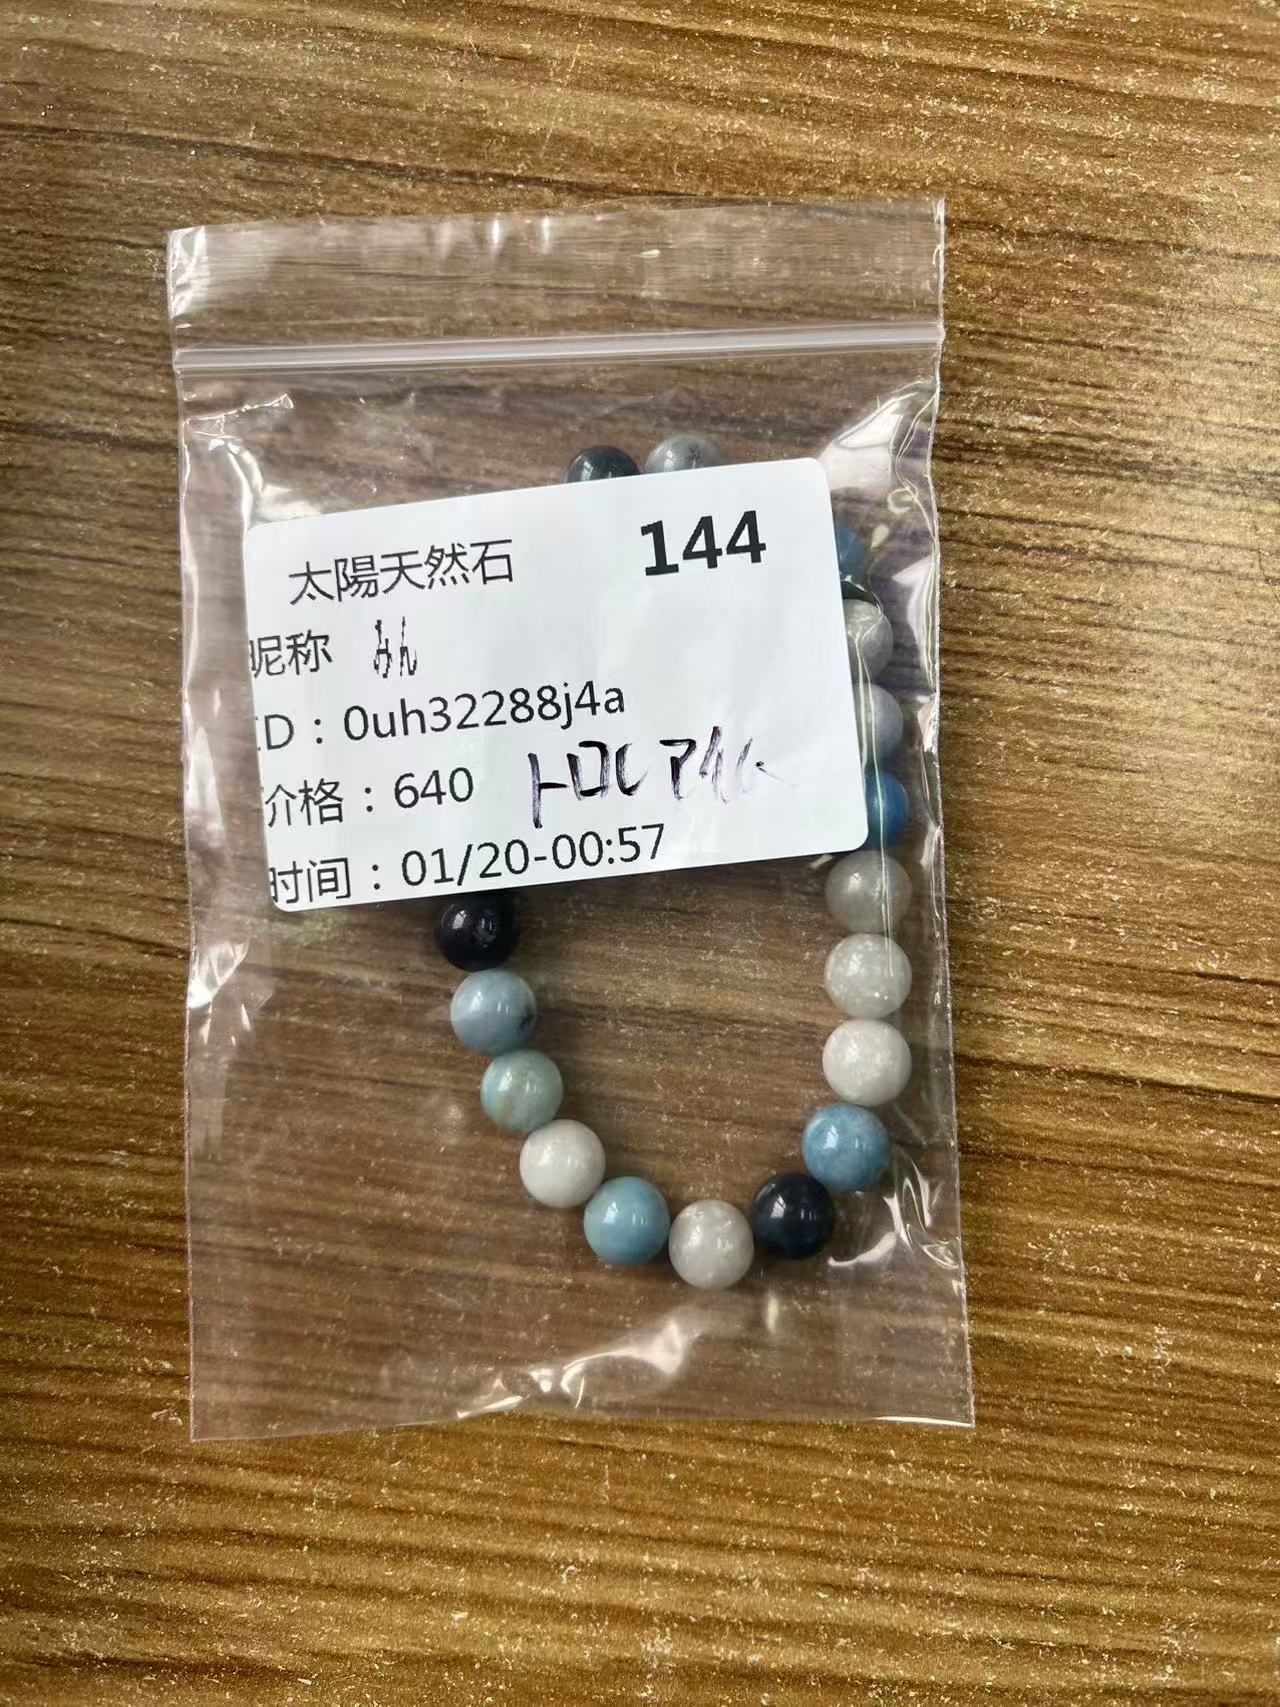 太陽天然石 144
昵称 みん
ID：0uh32288j4a
价格：640 トロレアイト
时间：01/20-00:57